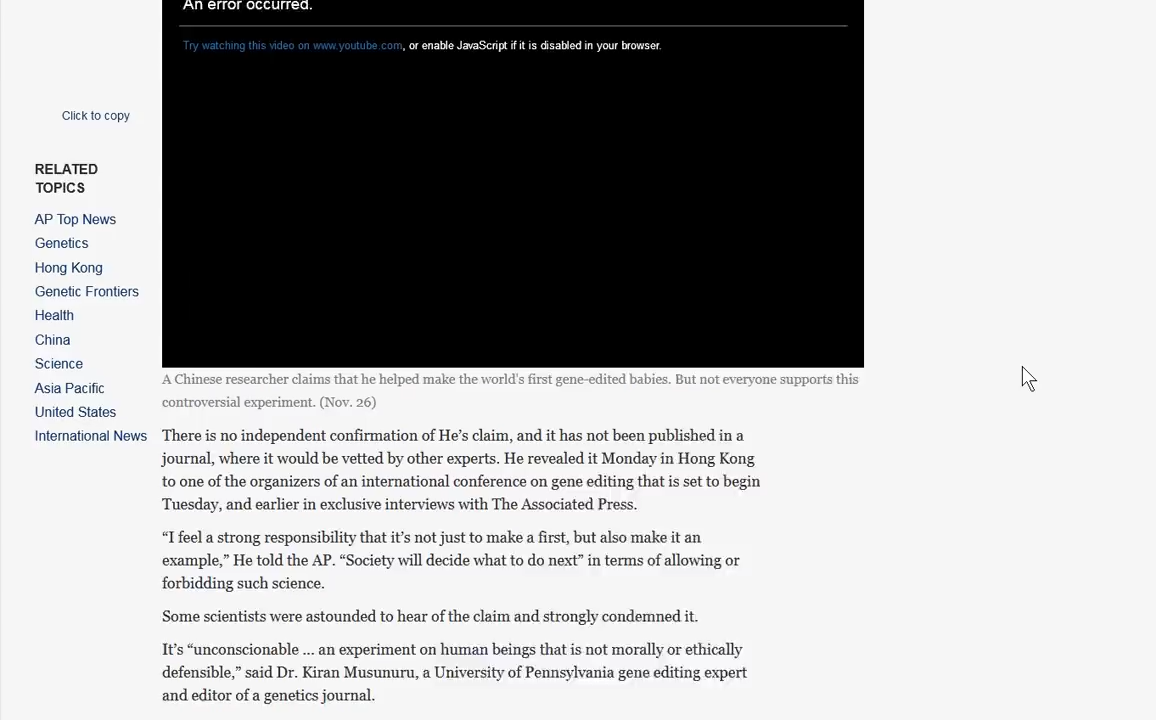 An error occurred.
Try watching this video on www.youtube.com, or enable JavaScript if it is disabled in your browser.
Click to copy
RELATED
TOPICS
AP Top News
Genetics
Hong Kong
Genetic Frontiers
Health
China
Science
Asia Pacific
United States
International News
A Chinese researcher claims that he helped make the world's first gene-edited babies. But not everyone supports this
controversial experiment. (Nov. 26)
There is no independent confirmation of He’s claim, and it has not been published in a
journal, where it would be vetted by other experts. He revealed it Monday in Hong Kong
to one of the organizers of an international conference on gene editing that is set to begin
Tuesday, and earlier in exclusive interviews with The Associated Press.
“I feel a strong responsibility that it’s not just to make a first, but also make it an
example,” He told the AP. “Society will decide what to do next” in terms of allowing or
forbidding such science.
Some scientists were astounded to hear of the claim and strongly condemned it.
It’s “unconscionable ... an experiment on human beings that is not morally or ethically
defensible,” said Dr. Kiran Musunuru, a University of Pennsylvania gene editing expert
and editor of a genetics journal.